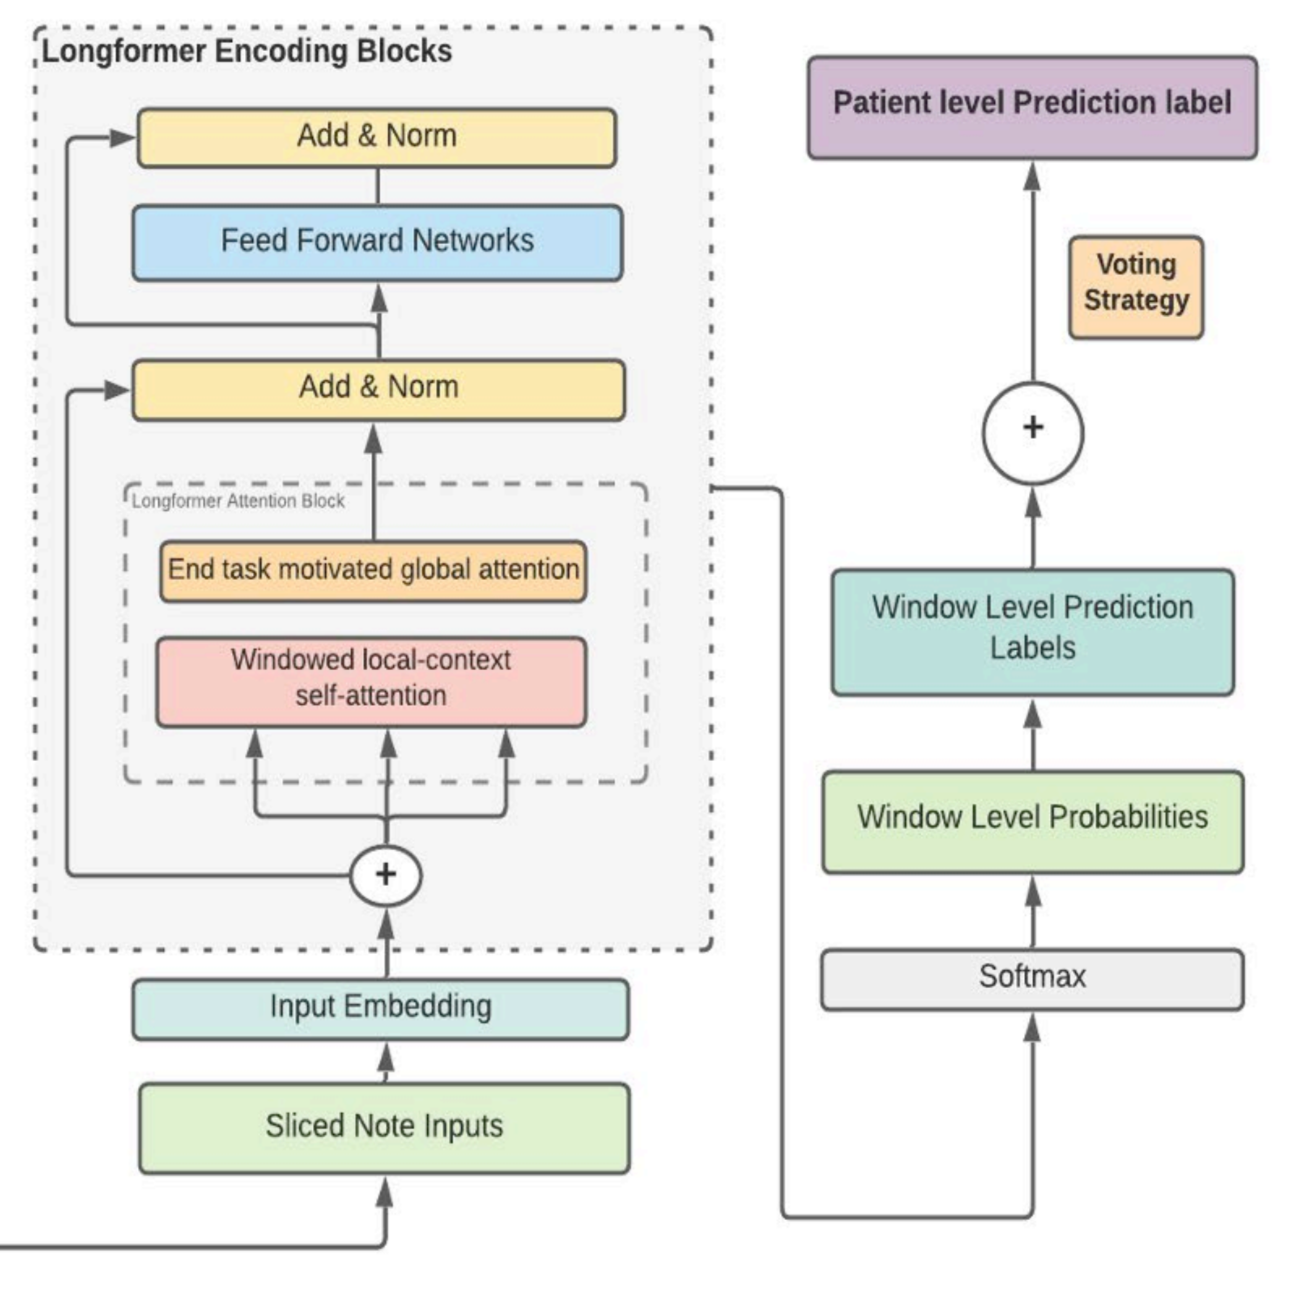 Longformer Encoding Blocks
Add & Norm
Feed Forward Networks
Add & Norm
Longformer Attention Block
End task motivated global attention
Windowed local-context
self-attention
+
Input Embedding
Sliced Note Inputs
Patient level Prediction label
Voting
Strategy
+
Window Level Prediction
Labels
Window Level Probabilities
Softmax